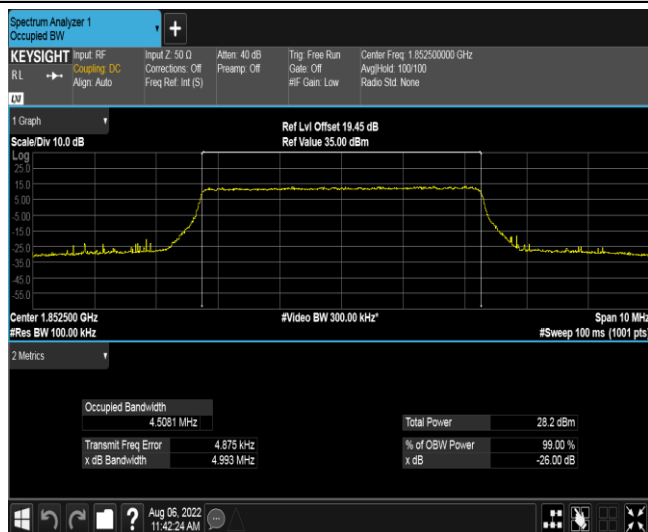 Spectrum Analyzer 1
Occupied BW
+
KEYSIGHT
RL
LXI
Input: RF
Coupling: DC
Align: Auto
Input Z: 50 Ω
Corrections: Off
Freq Ref: Int (S)
Atten: 40 dB
Preamp: Off
Trig: Free Run
Gate: Off
#IF Gain: Low
Center Freq: 1.852500000 GHz
Avg|Hold: 100/100
Radio Std: None
1 Graph
Scale/Div 10.0 dB
Ref Lvl Offset 19.45 dB
Ref Value 35.00 dBm
Log
25.0
15.0
5.00
-5.00
-15.0
-25.0
-35.0
-45.0
-55.0
Center 1.852500 GHz
#Res BW 100.00 kHz
#Video BW 300.00 kHz*
Span 10 MHz
#Sweep 100 ms (1001 pts)
2 Metrics
Occupied Bandwidth
4.5081 MHz
Total Power 28.2 dBm
Transmit Freq Error 4.875 kHz
% of OBW Power 99.00 %
x dB Bandwidth 4.993 MHz
x dB -26.00 dB
?
Aug 06, 2022
11:42:24 AM